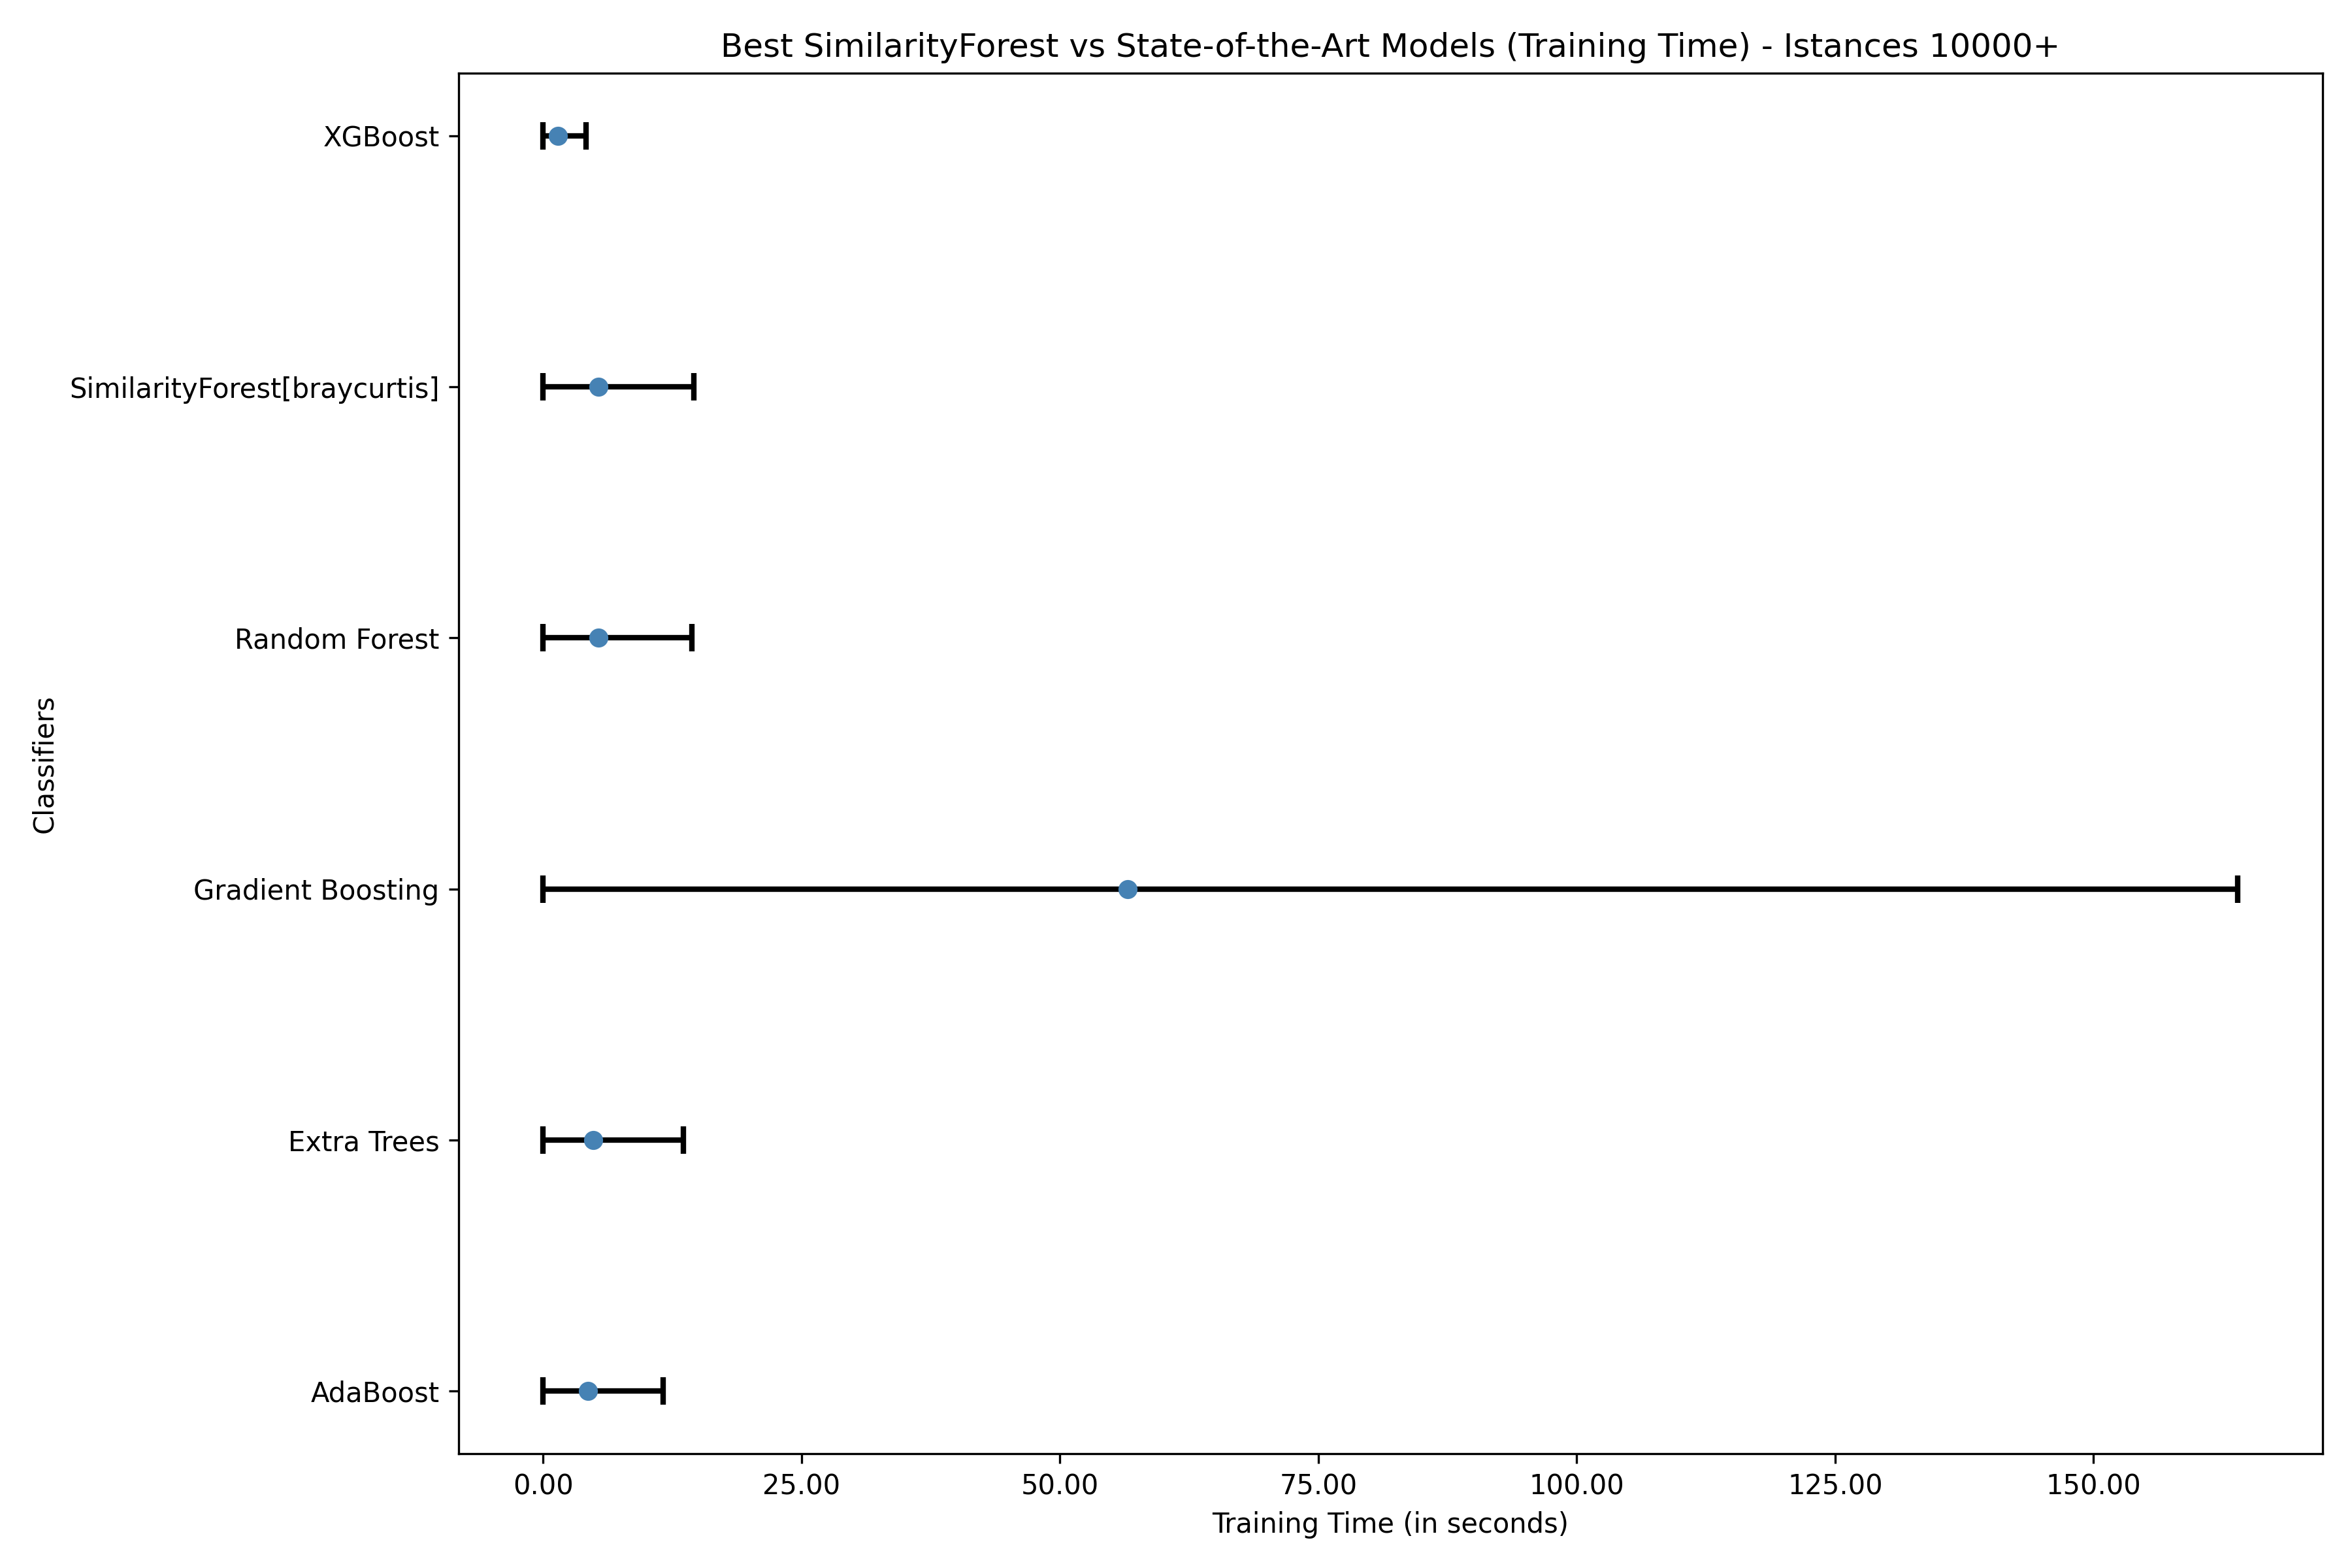 Best SimilarityForest vs State-of-the-Art Models (Training Time) - Istances 10000+
XGBoost
SimilarityForest[braycurtis]
Random Forest
Gradient Boosting
Extra Trees
AdaBoost
Classifiers
0.00 25.00 50.00 75.00 100.00 125.00 150.00
Training Time (in seconds)